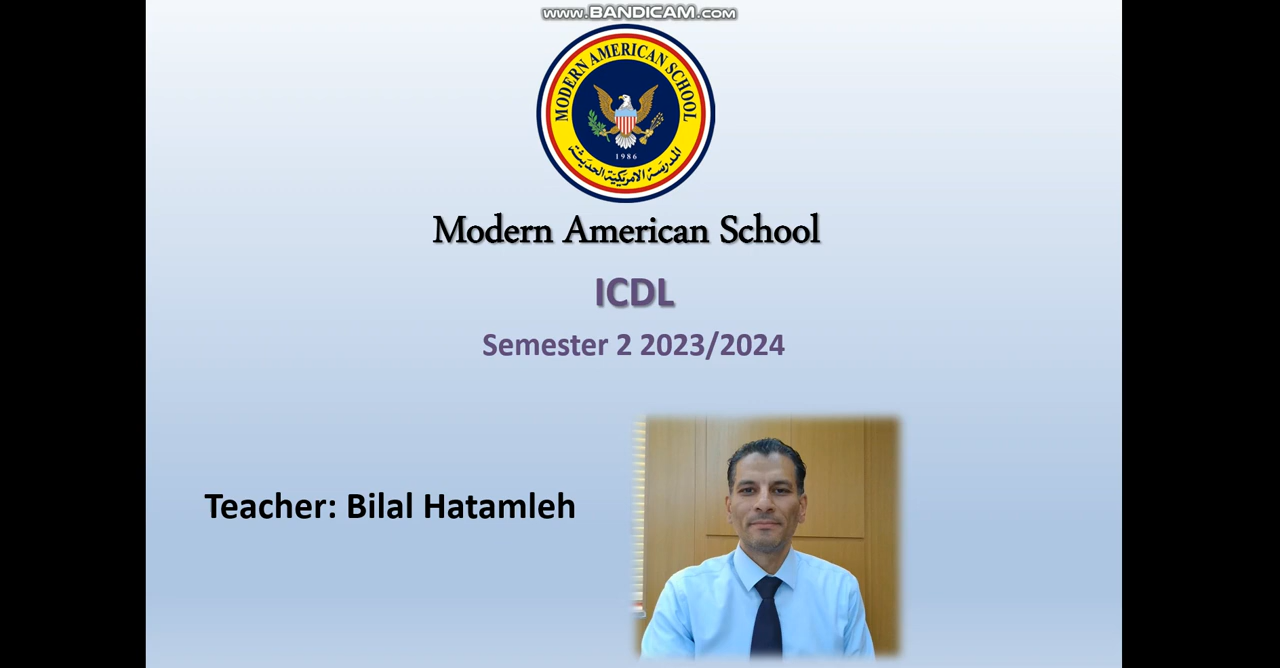 www.BANDICAM.com
MODERN AMERICAN SCHOOL
1986
المدرسة الامريكية الحديثة
Modern American School
ICDL
Semester 2 2023/2024
Teacher: Bilal Hatamleh